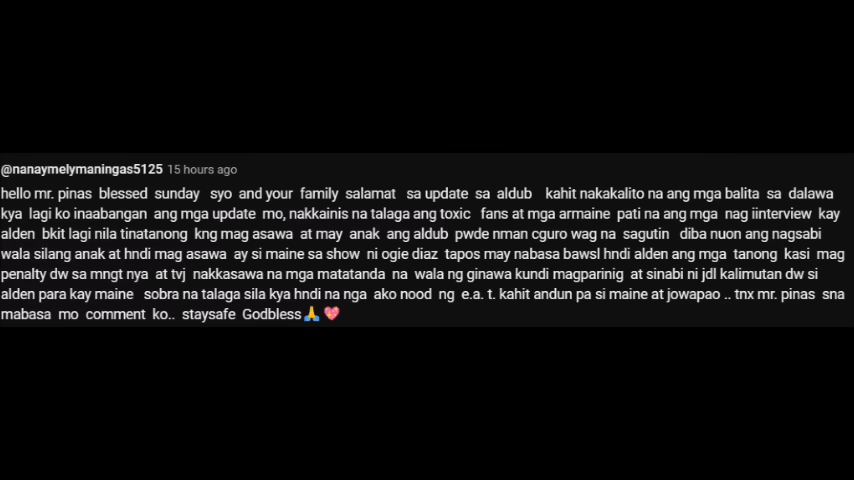 @nanaymelymaningas5125 15 hours ago
hello mr. pinas blessed sunday syo and your family salamat sa update sa aldub kahit nakakalito na ang mga balita sa dalawa
kya lagi ko inaabangan ang mga update mo, nakkainis na talaga ang toxic fans at mga armaine pati na ang mga nag iinterview kay
alden bkit lagi nila tinatanong kng mag asawa at may anak ang aldub pwde nman cguro wag na sagutin diba nuon ang nagsabi
wala silang anak at hndi mag asawa ay si maine sa show ni ogie diaz tapos may nabasa bawsl hndi alden ang mga tanong kasi mag
penalty dw sa mngt nya at tvj nakkasawa na mga matatanda na wala ng ginawa kundi magparinig at sinabi ni jdl kalimutan dw si
alden para kay maine sobra na talaga sila kya hndi na nga ako nood ng e.a. t. kahit andun pa si maine at jowapao .. tnx mr. pinas sna
mabasa mo comment ko.. staysafe Godbless🙏 💖